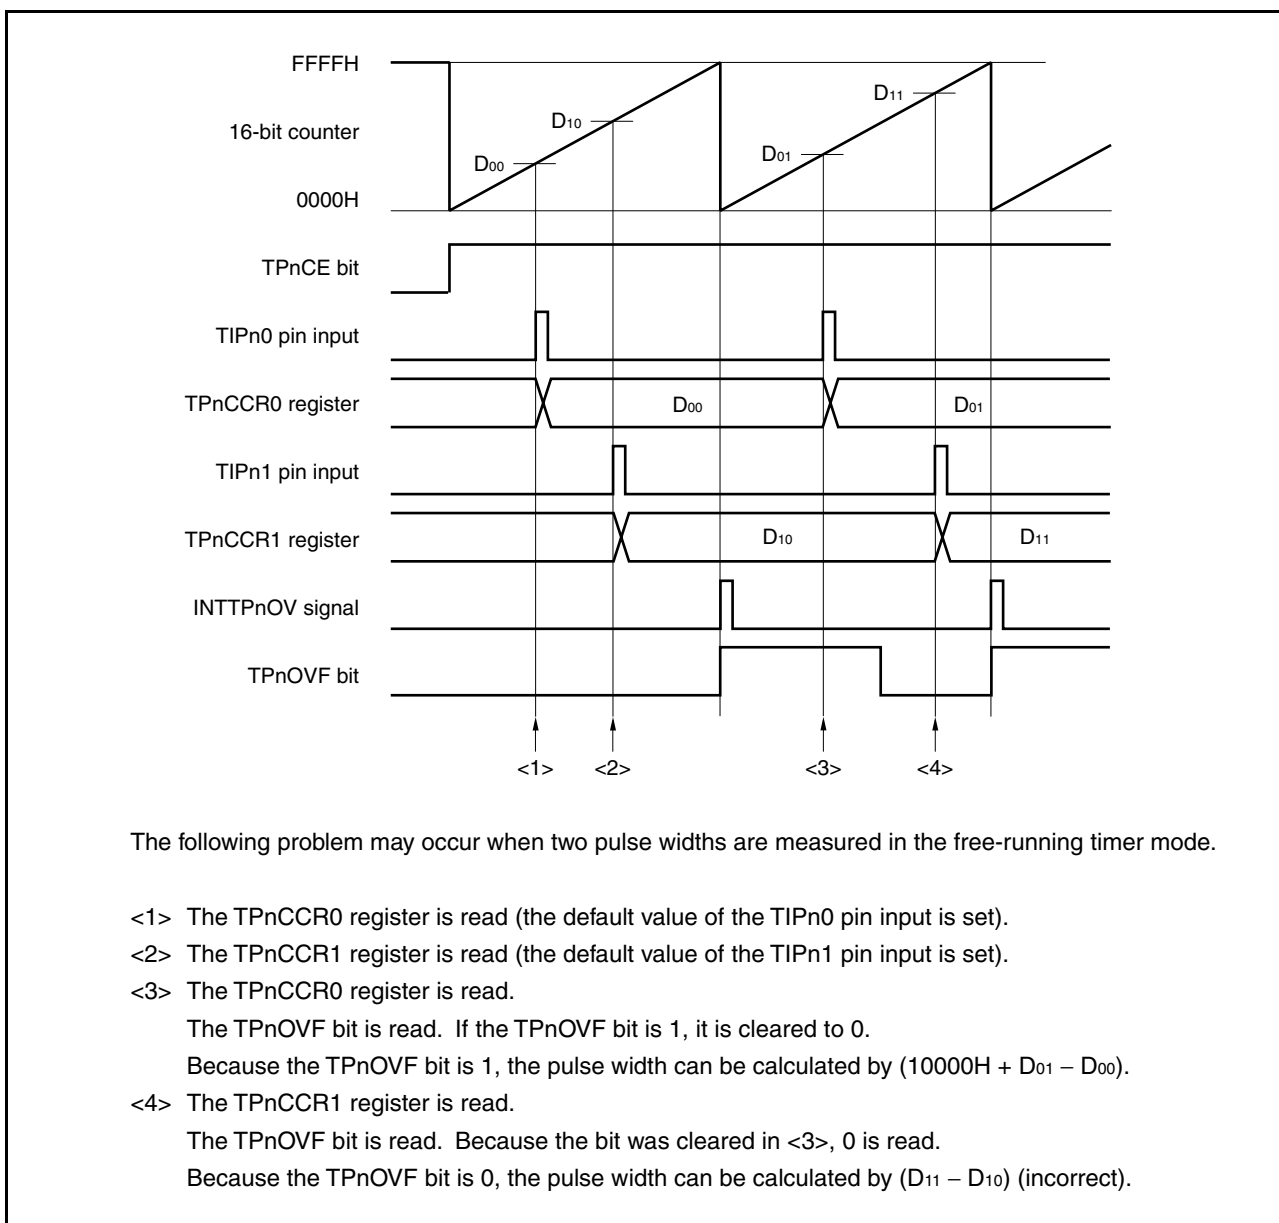 FFFFH
D11
D10
16-bit counter
D01
D00
0000H
TPnCE bit
TIPn0 pin input
TPnCCR0 register
D00
D01
TIPn1 pin input
TPnCCR1 register
D10
D11
INTTPnOV signal
TPnOVF bit
<1> <2> <3> <4>
The following problem may occur when two pulse widths are measured in the free-running timer mode.
<1> The TPnCCR0 register is read (the default value of the TIPn0 pin input is set).
<2> The TPnCCR1 register is read (the default value of the TIPn1 pin input is set).
<3> The TPnCCR0 register is read.
The TPnOVF bit is read. If the TPnOVF bit is 1, it is cleared to 0.
Because the TPnOVF bit is 1, the pulse width can be calculated by (10000H + D01 − D00).
<4> The TPnCCR1 register is read.
The TPnOVF bit is read. Because the bit was cleared in <3>, 0 is read.
Because the TPnOVF bit is 0, the pulse width can be calculated by (D11 − D10) (incorrect).